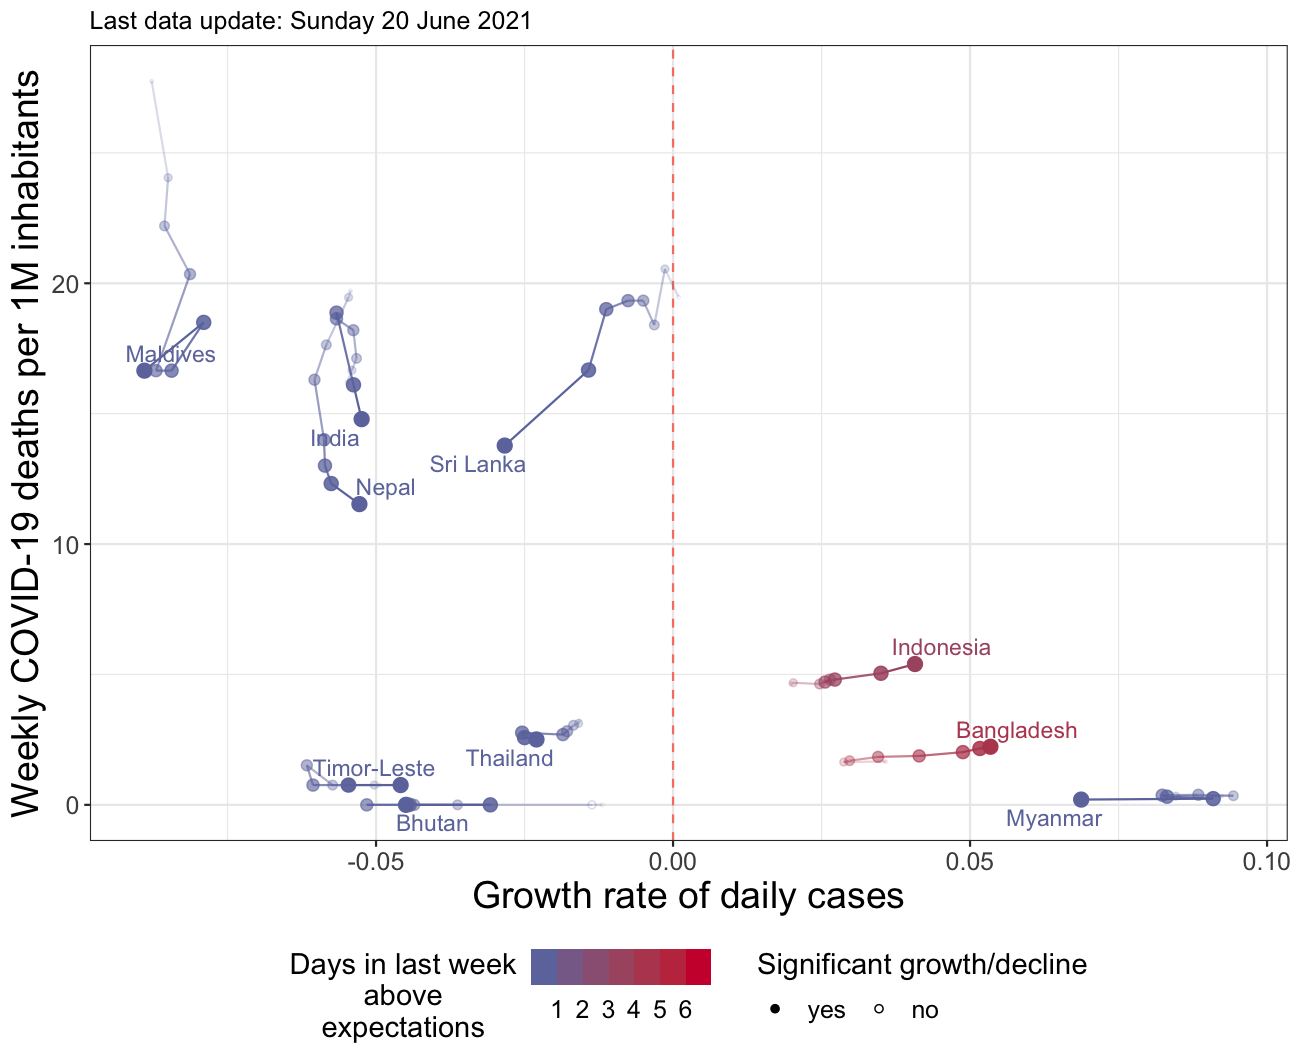 Last data update: Sunday 20 June 2021
Weekly COVID-19 deaths per 1M inhabitants
20
10
0
Maldives
India
Nepal
Sri Lanka
Indonesia
Bangladesh
Thailand
Timor-Leste
Bhutan
Myanmar
-0.05
0.00
0.05
0.10
Growth rate of daily cases
Days in last week
above
expectations
1 2 3 4 5 6
Significant growth/decline
yes no